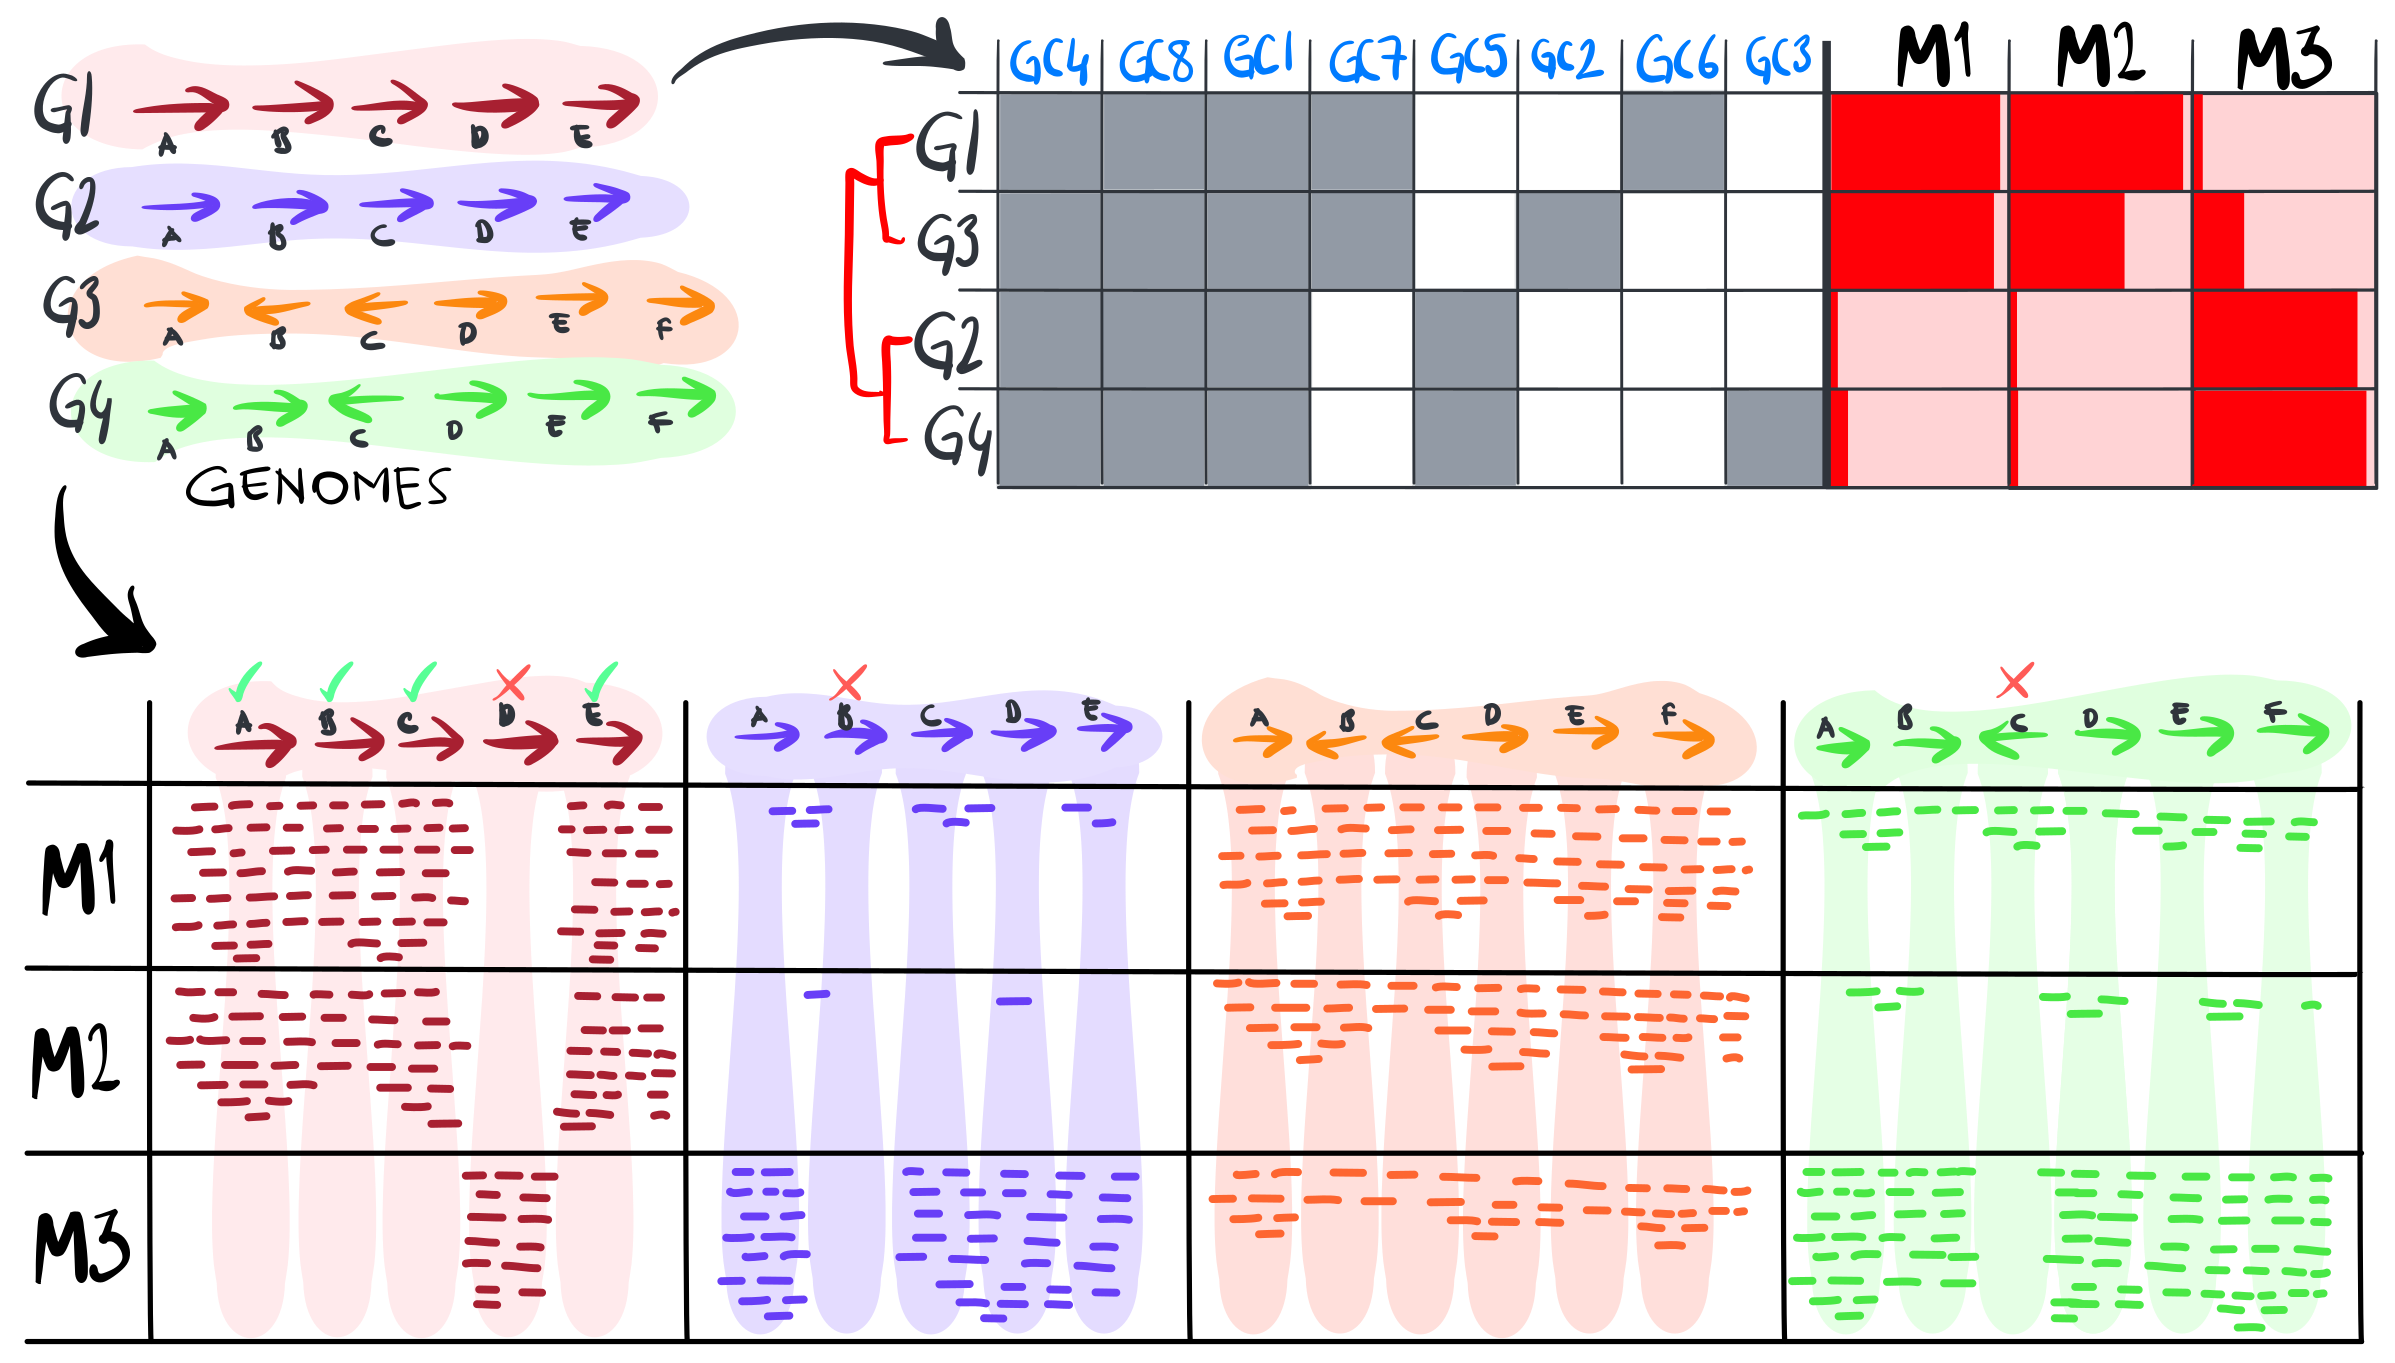 G1
A B C D E
G2
A B C D E
G3
A B C D E F
G4
A B C D E F
GENOMES
GC4 GC8 GC1 GC7 GC5 GC2 GC6 GC3 M1 M2 M3
G1
G3
G2
G4
A B C D E A B C D E A B C D E F A B C D E F
M1
M2
M3